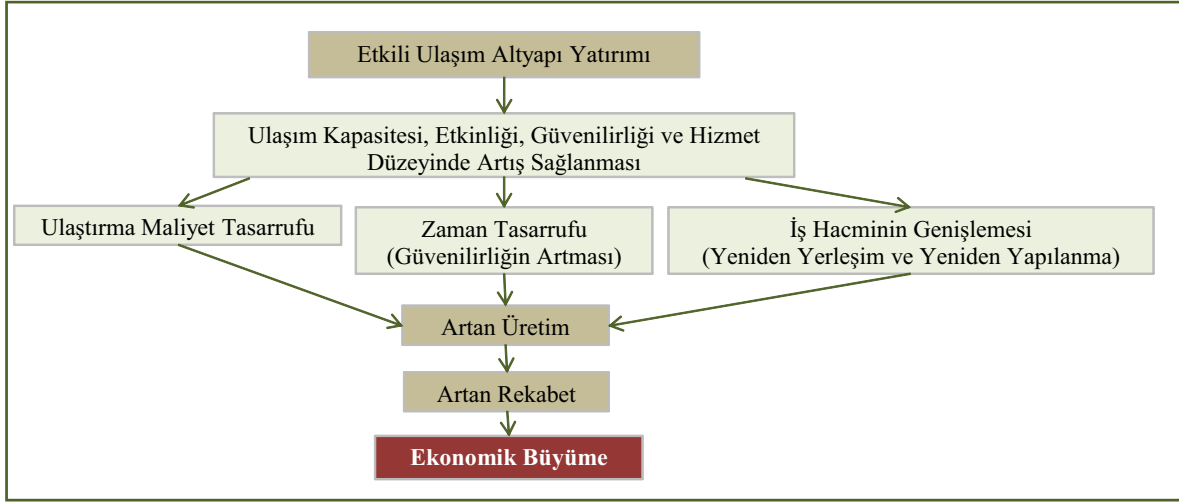 Etkili Ulaşım Altyapı Yatırımı
Ulaşım Kapasitesi, Etkinliği, Güvenilirliği ve Hizmet
Düzeyinde Artış Sağlanması
Ulaştırma Maliyet Tasarrufu
Zaman Tasarrufu
(Güvenilirliğin Artması)
İş Hacminin Genişlemesi
(Yeniden Yerleşim ve Yeniden Yapılanma)
Artan Üretim
Artan Rekabet
Ekonomik Büyüme